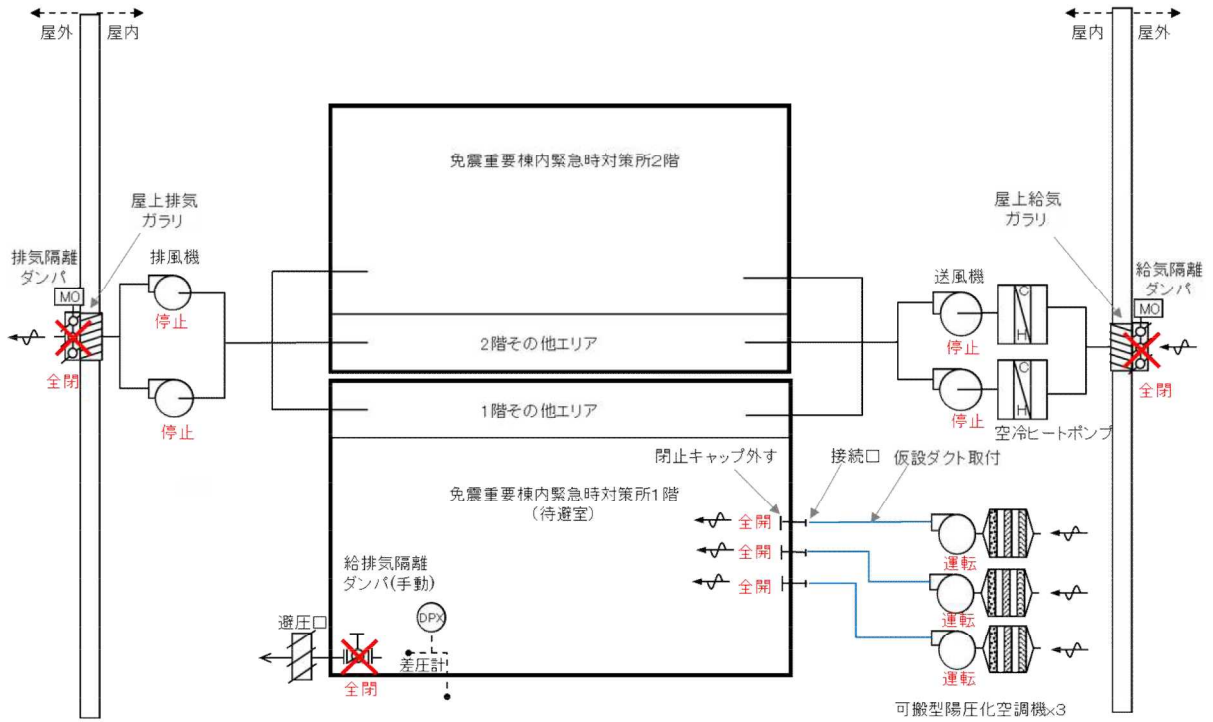 屋外
屋内
屋内
屋外
免震重要棟内緊急時対策所2階
屋上排気
ガラリ
排気隔離
ダンパ
MO
排風機
停止
全閉
停止
2階その他エリア
1階その他エリア
屋上給気
ガラリ
送風機
給気隔離
ダンパ
MO
C
H
停止
全閉
C
H
停止
空冷ヒートポンプ
閉止キャップ外す
接続口
仮設ダクト取付
免震重要棟内緊急時対策所1階
(待避室)
全開
全開
全開
運転
運転
運転
給排気隔離
ダンパ(手動)
DPX
避圧口
差圧計
全閉
可搬型陽圧化空調機×3